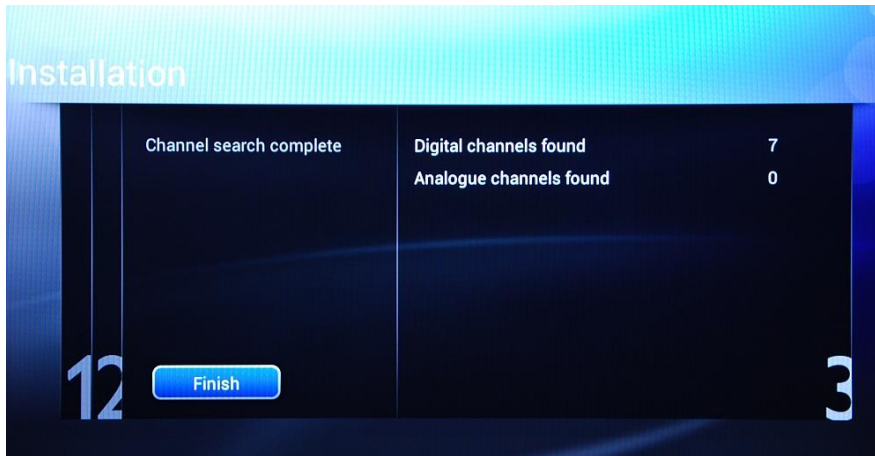 Installation
Channel search complete
Digital channels found 7
Analogue channels found 0
12
Finish
3